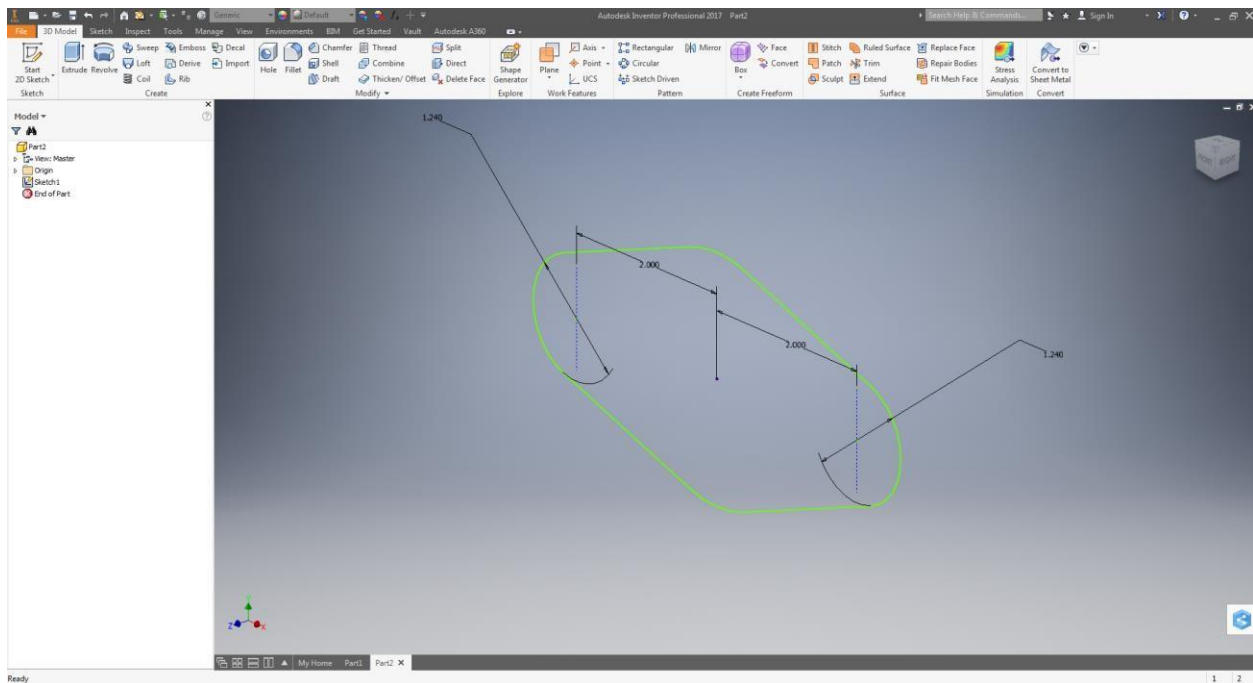 Generic
Default
Autodesk Inventor Professional 2017 Part2
Search Help & Commands...
Sign In
File 3D Model Sketch Inspect Tools Manage View Environments BIM Get Started Vault Autodesk A360
Start
2D Sketch
Extrude Revolve
Sweep Emboss Decal
Loft Derive Import
Coil Rib
Hole Fillet
Chamfer Thread Split
Shell Combine Direct
Draft Thicken/ Offset Delete Face
Shape
Generator
Plane
Axis
Point
UCS
Rectangular Mirror
Circular
Sketch Driven
Box
Face
Convert
Stitch Ruled Surface Replace Face
Patch Trim Repair Bodies
Sculpt Extend Fit Mesh Face
Stress
Analysis
Convert to
Sheet Metal
Sketch Create Modify Explore Work Features Pattern Create Freeform Surface Simulation Convert
Model
Part2
View: Master
Origin
Sketch1
End of Part
1.240
2.000
2.000
1.240
RIGHT
Y
Z
X
My Home Part1 Part2
Ready
1 2